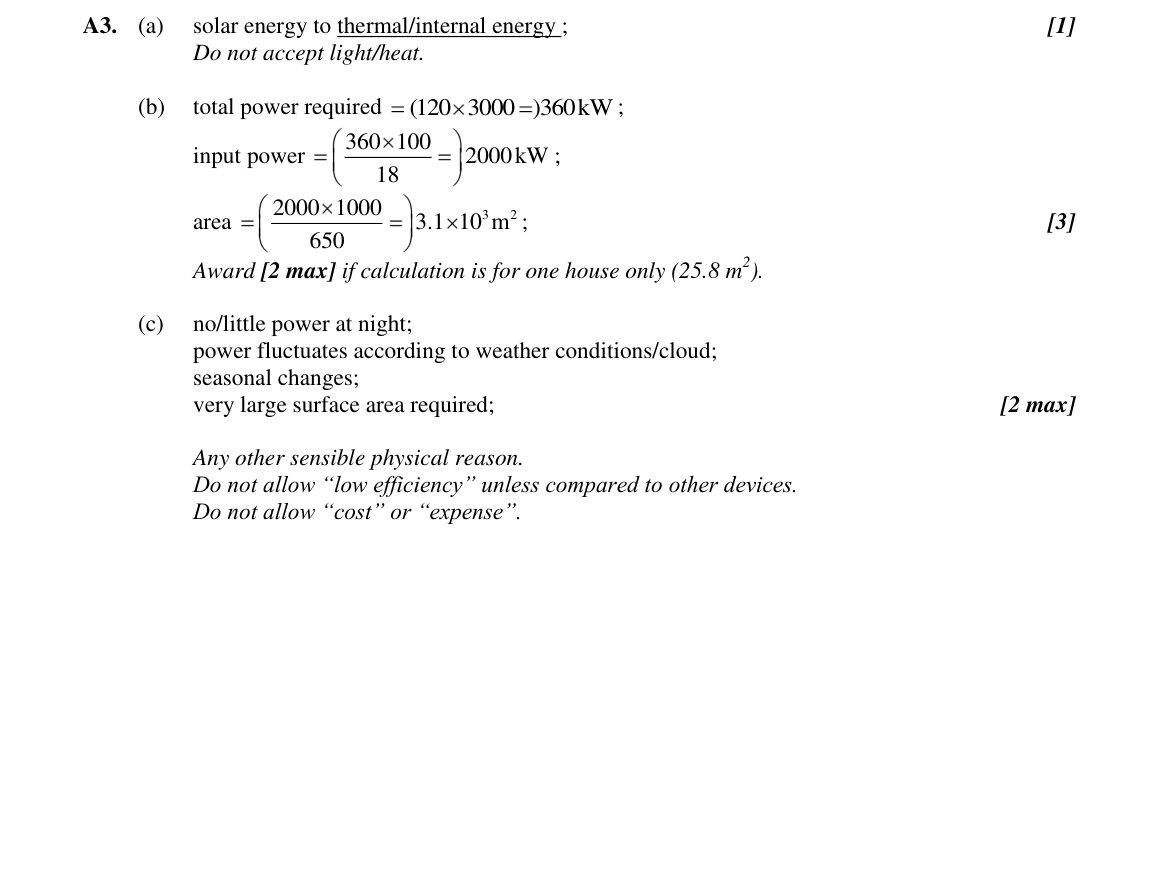 A3. (a) solar energy to thermal/internal energy ; [1]
Do not accept light/heat.
(b) total power required = (120×3000=)360kW ;
input power = (360×100/18 =)2000kW ;
area = (2000×1000/650 =)3.1×10³ m² ; [3]
Award [2 max] if calculation is for one house only (25.8 m²).
(c) no/little power at night;
power fluctuates according to weather conditions/cloud;
seasonal changes;
very large surface area required; [2 max]
Any other sensible physical reason.
Do not allow “low efficiency” unless compared to other devices.
Do not allow “cost” or “expense”.